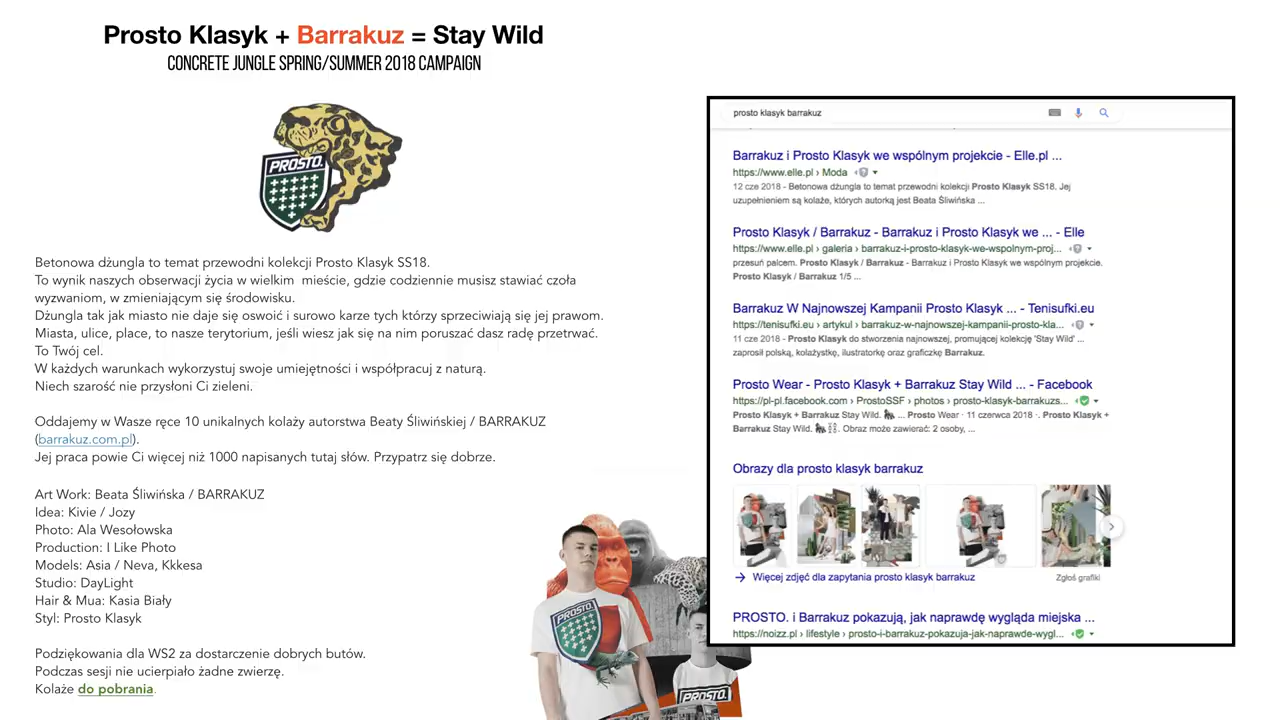 Prosto Klasyk + Barrakuz = Stay Wild
CONCRETE JUNGLE SPRING/SUMMER 2018 CAMPAIGN
PROSTO.
Betonowa dżungla to temat przewodni kolekcji Prosto Klasyk SS18.
To wynik naszych obserwacji życia w wielkim mieście, gdzie codziennie musisz stawiać czoła
wyzwaniom, w zmieniającym się środowisku.
Dżungla tak jak miasto nie daje się oswoić i surowo karze tych którzy sprzeciwiają się jej prawom.
Miasta, ulice, place, to nasze terytorium, jeśli wiesz jak się na nim poruszać dasz radę przetrwać.
To Twój cel.
W każdych warunkach wykorzystuj swoje umiejętności i współpracuj z naturą.
Niech szarość nie przysłoni Ci zieleni.
Oddajemy w Wasze ręce 10 unikalnych kolaży autorstwa Beaty Śliwińskiej / BARRAKUZ
(barrakuz.com.pl).
Jej praca powie Ci więcej niż 1000 napisanych tutaj słów. Przypatrz się dobrze.
Art Work: Beata Śliwińska / BARRAKUZ
Idea: Kivie / Jozy
Photo: Ala Wesołowska
Production: I Like Photo
Models: Asia / Neva, Kkkesa
Studio: DayLight
Hair & Mua: Kasia Biały
Styl: Prosto Klasyk
Podziękowania dla WS2 za dostarczenie dobrych butów.
Podczas sesji nie ucierpiało żadne zwierzę.
Kolaże do pobrania.
PROSTO.
PROSTO.
prosto klasyk barrakuz
Barrakuz i Prosto Klasyk we wspólnym projekcie - Elle.pl ...
https://www.elle.pl › Moda
12 cze 2018 - Betonowa dżungla to temat przewodni kolekcji Prosto Klasyk SS18. Jej
uzupełnieniem są kolaże, których autorką jest Beata Śliwińska ...
Prosto Klasyk / Barrakuz - Barrakuz i Prosto Klasyk we ... - Elle
https://www.elle.pl › galeria › barrakuz-i-prosto-klasyk-we-wspolnym-proj...
przesuń palcem. Prosto Klasyk / Barrakuz - Barrakuz i Prosto Klasyk we wspólnym projekcie.
Prosto Klasyk / Barrakuz 1/5 ...
Barrakuz W Najnowszej Kampanii Prosto Klasyk ... - Tenisufki.eu
https://tenisufki.eu › artykul › barrakuz-w-najnowszej-kampanii-prosto-kla...
11 cze 2018 - Prosto Klasyk do stworzenia najnowszej, promującej kolekcję 'Stay Wild' ...
zaprosił polską, kolażystkę, ilustratorkę oraz graficzkę Barrakuz.
Prosto Wear - Prosto Klasyk + Barrakuz Stay Wild ... - Facebook
https://pl-pl.facebook.com › ProstoSSF › photos › prosto-klasyk-barrakuzs...
Prosto Klasyk + Barrakuz Stay Wild. ... Prosto Wear · 11 czerwca 2018 ·. Prosto Klasyk +
Barrakuz Stay Wild. Obraz może zawierać: 2 osoby, ...
Obrazy dla prosto klasyk barrakuz
Więcej zdjęć dla zapytania prosto klasyk barrakuz
Zgłoś grafiki
PROSTO. i Barrakuz pokazują, jak naprawdę wygląda miejska ...
https://noizz.pl › lifestyle › prosto-i-barrakuz-pokazuja-jak-naprawde-wygl...